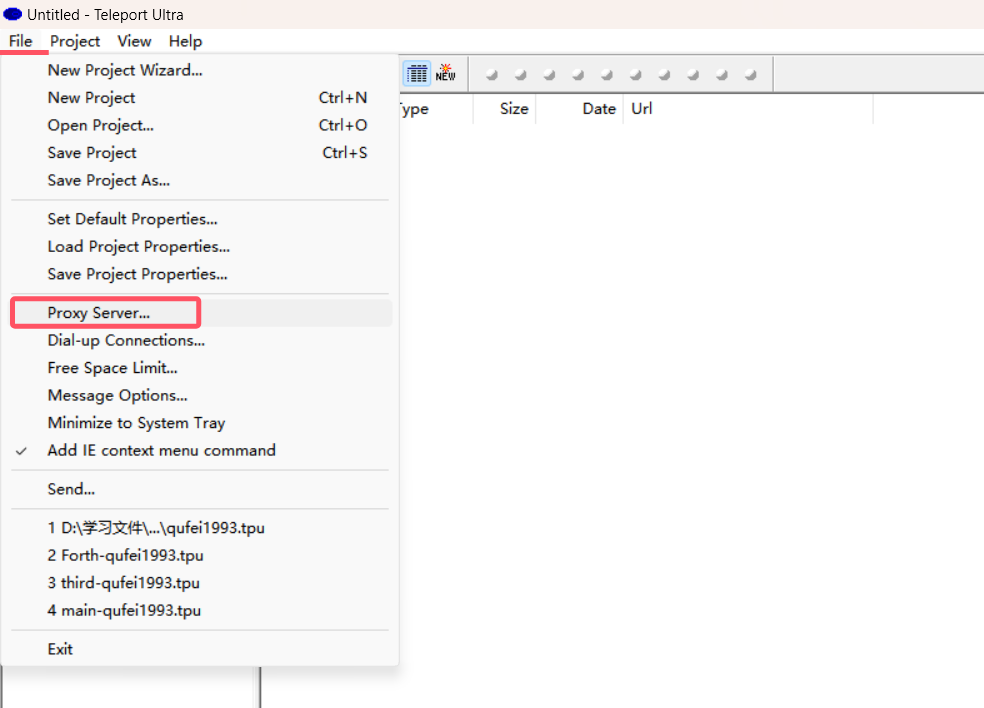 Untitled - Teleport Ultra
File Project View Help
New Project Wizard...
New Project Ctrl+N
Open Project... Ctrl+O
Save Project Ctrl+S
Save Project As...
Set Default Properties...
Load Project Properties...
Save Project Properties...
Proxy Server...
Dial-up Connections...
Free Space Limit...
Message Options...
Minimize to System Tray
Add IE context menu command
Send...
1 D:\学习文件\...\qufei1993.tpu
2 Forth-qufei1993.tpu
3 third-qufei1993.tpu
4 main-qufei1993.tpu
Exit
NEW
Type Size Date Url